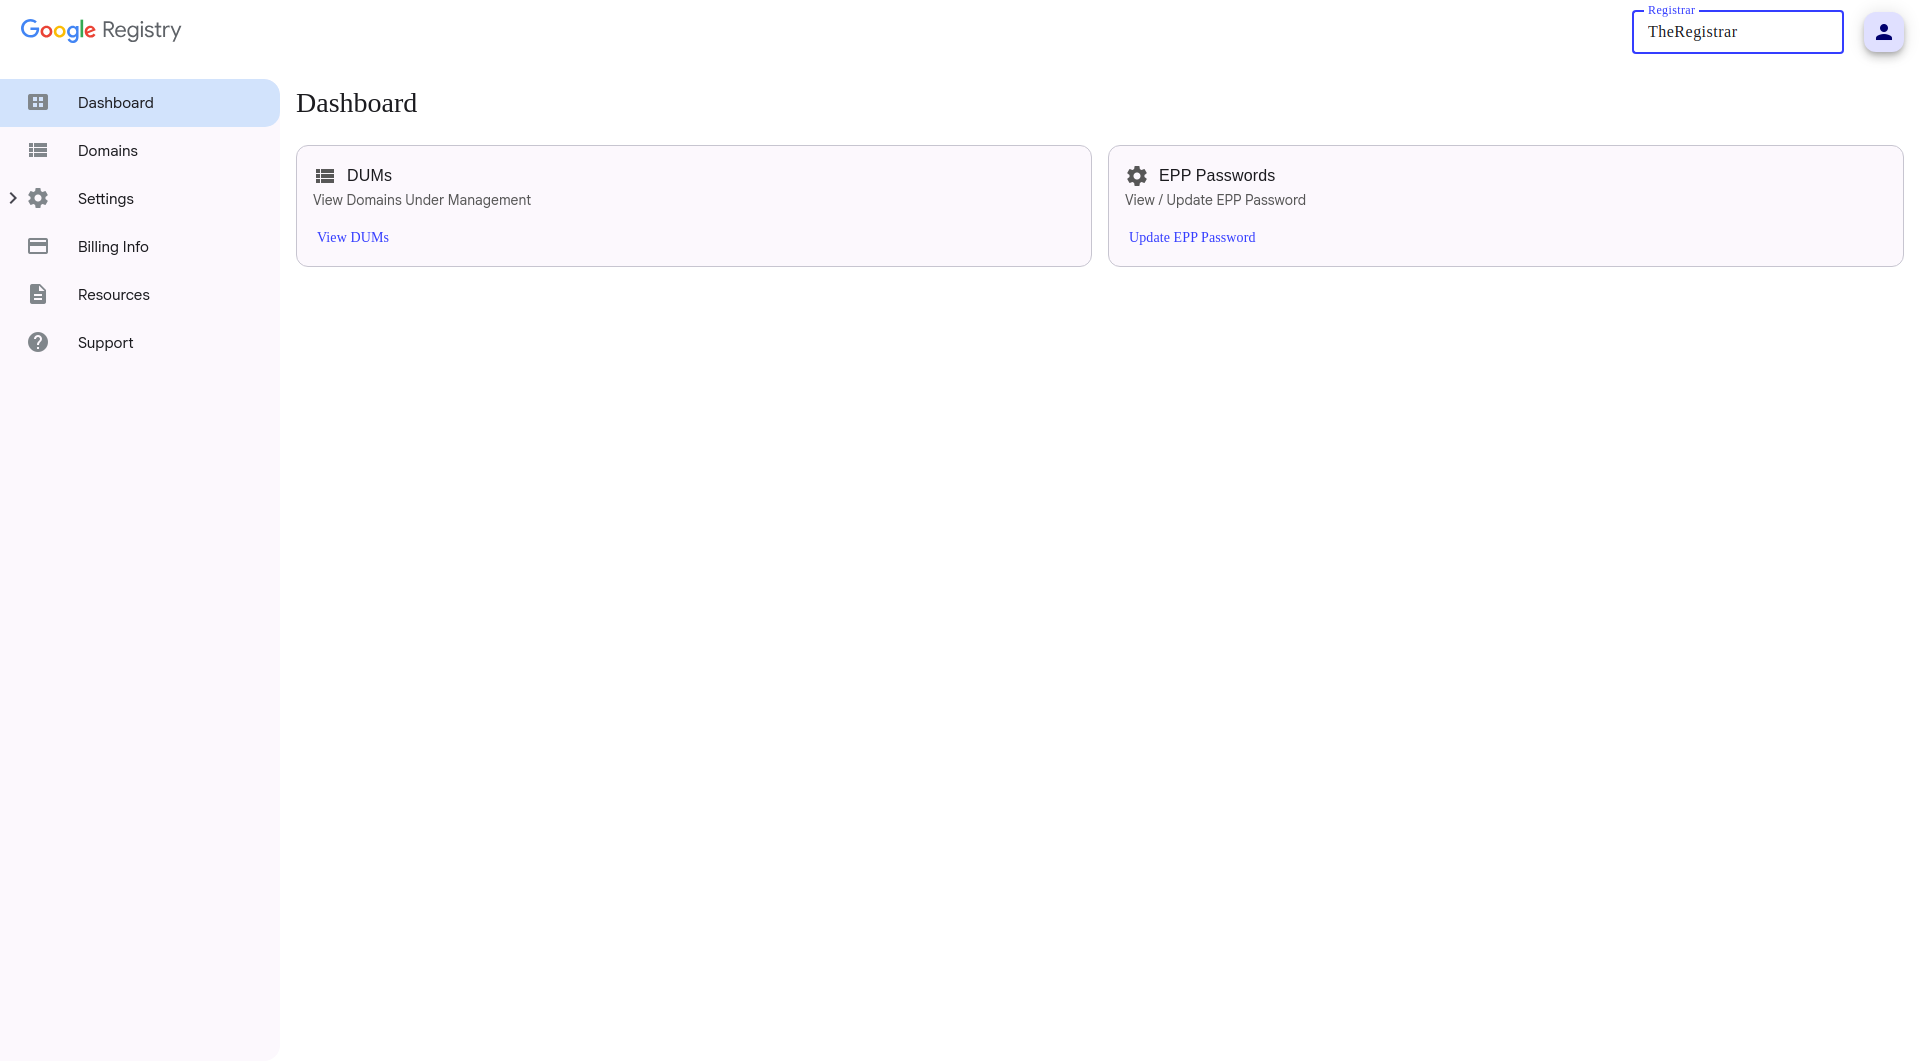 Google Registry
Registrar
TheRegistrar
Dashboard
Domains
Settings
Billing Info
Resources
Support
Dashboard
DUMs
View Domains Under Management
View DUMs
EPP Passwords
View / Update EPP Password
Update EPP Password